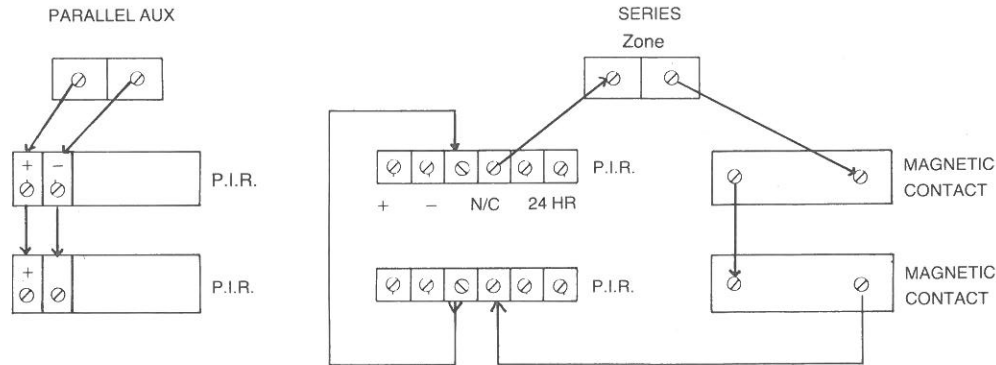 PARALLEL AUX
+ −
P.I.R.
+
P.I.R.
SERIES
Zone
P.I.R.
+ − N/C 24 HR
P.I.R.
MAGNETIC
CONTACT
MAGNETIC
CONTACT